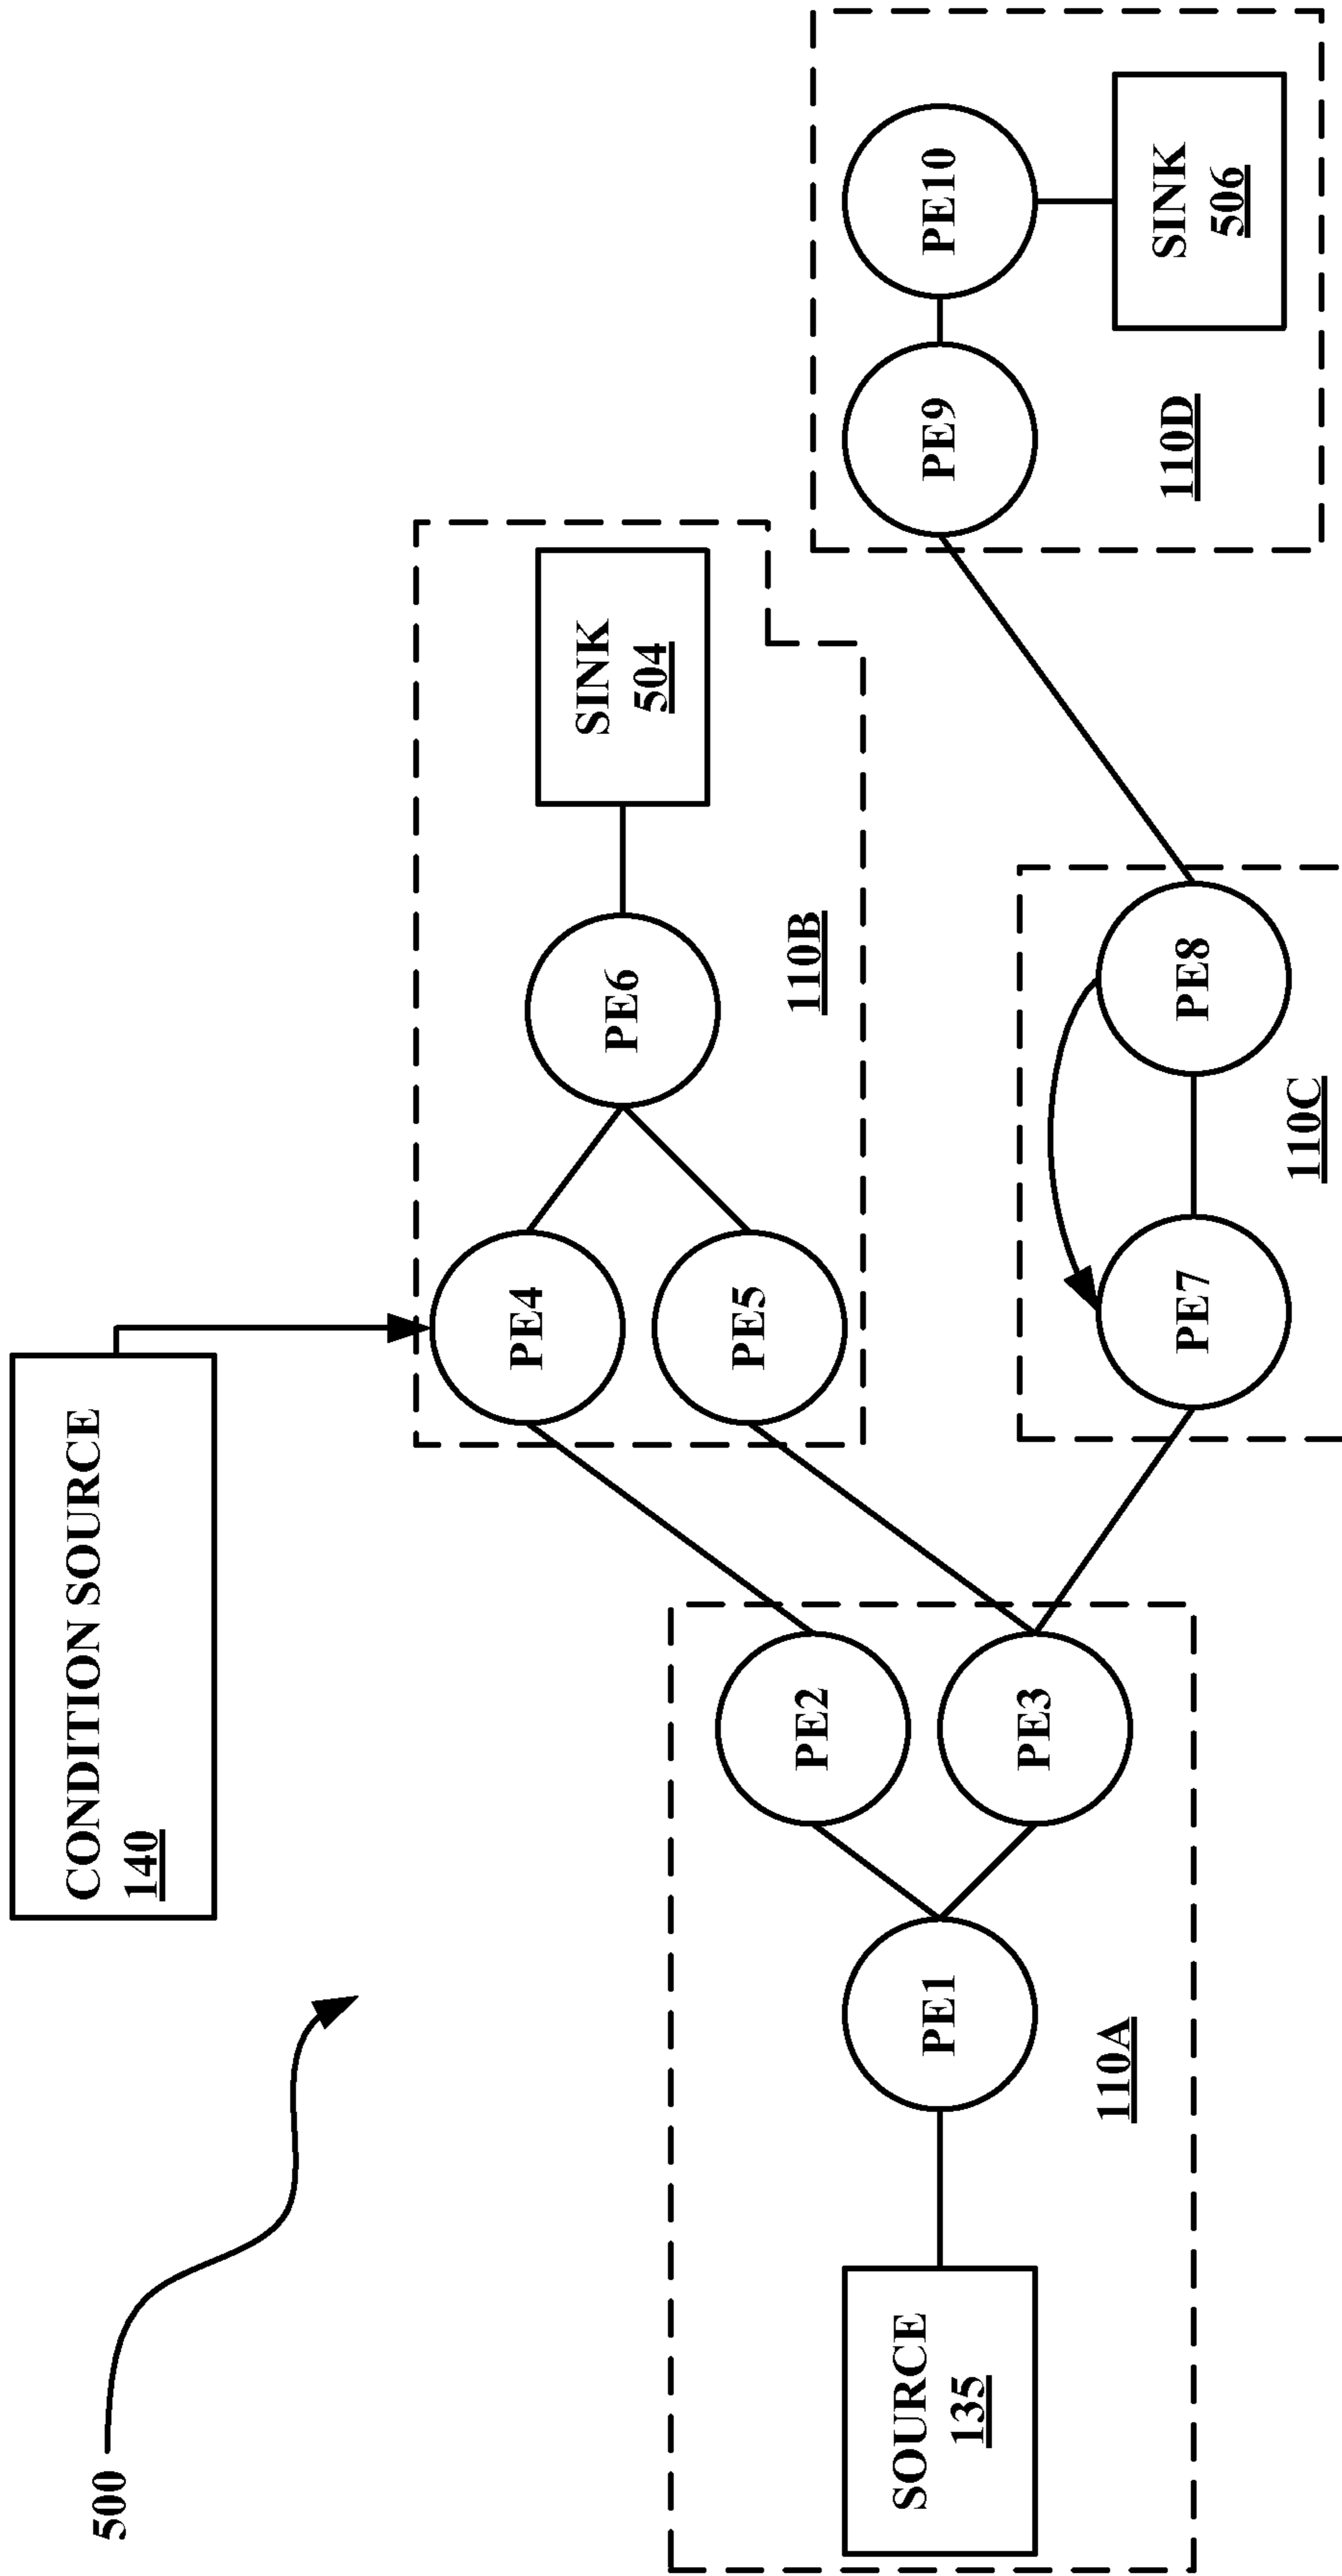 500
CONDITION SOURCE
140
SOURCE
135
PE1
PE2
PE3
110A
PE4
PE5
PE6
SINK
504
110B
PE7
PE8
110C
PE9
PE10
SINK
506
110D